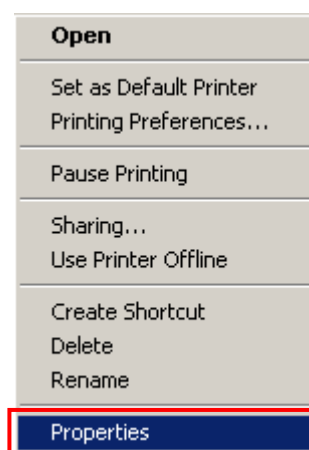 Open
Set as Default Printer
Printing Preferences...
Pause Printing
Sharing...
Use Printer Offline
Create Shortcut
Delete
Rename
Properties